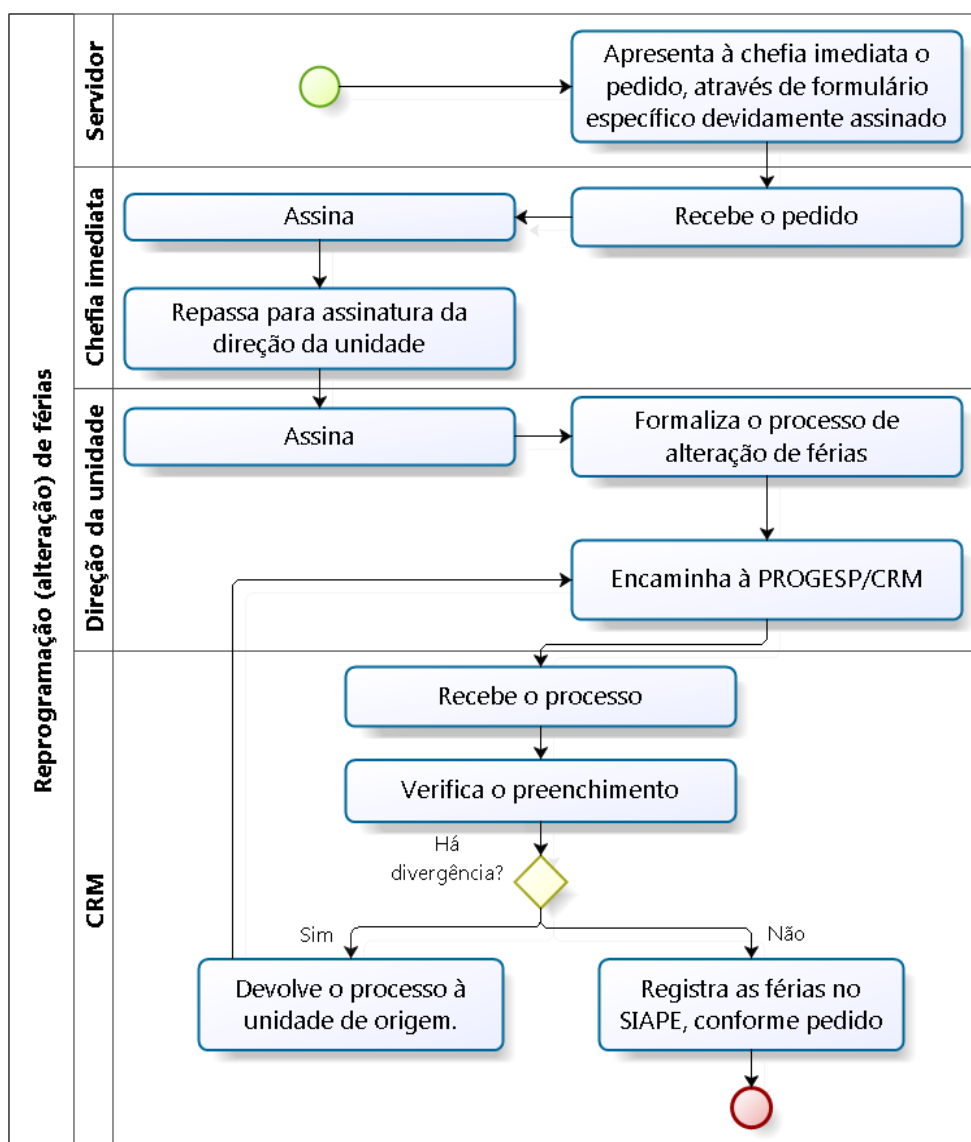 Reprogramação (alteração) de férias
Servidor
Apresenta à chefia imediata o
pedido, através de formulário
específico devidamente assinado
Chefia imediata
Recebe o pedido
Assina
Repassa para assinatura da
direção da unidade
Direção da unidade
Assina
Formaliza o processo de
alteração de férias
Encaminha à PROGESP/CRM
CRM
Recebe o processo
Verifica o preenchimento
Há
divergência?
Sim
Não
Devolve o processo à
unidade de origem.
Registra as férias no
SIAPE, conforme pedido